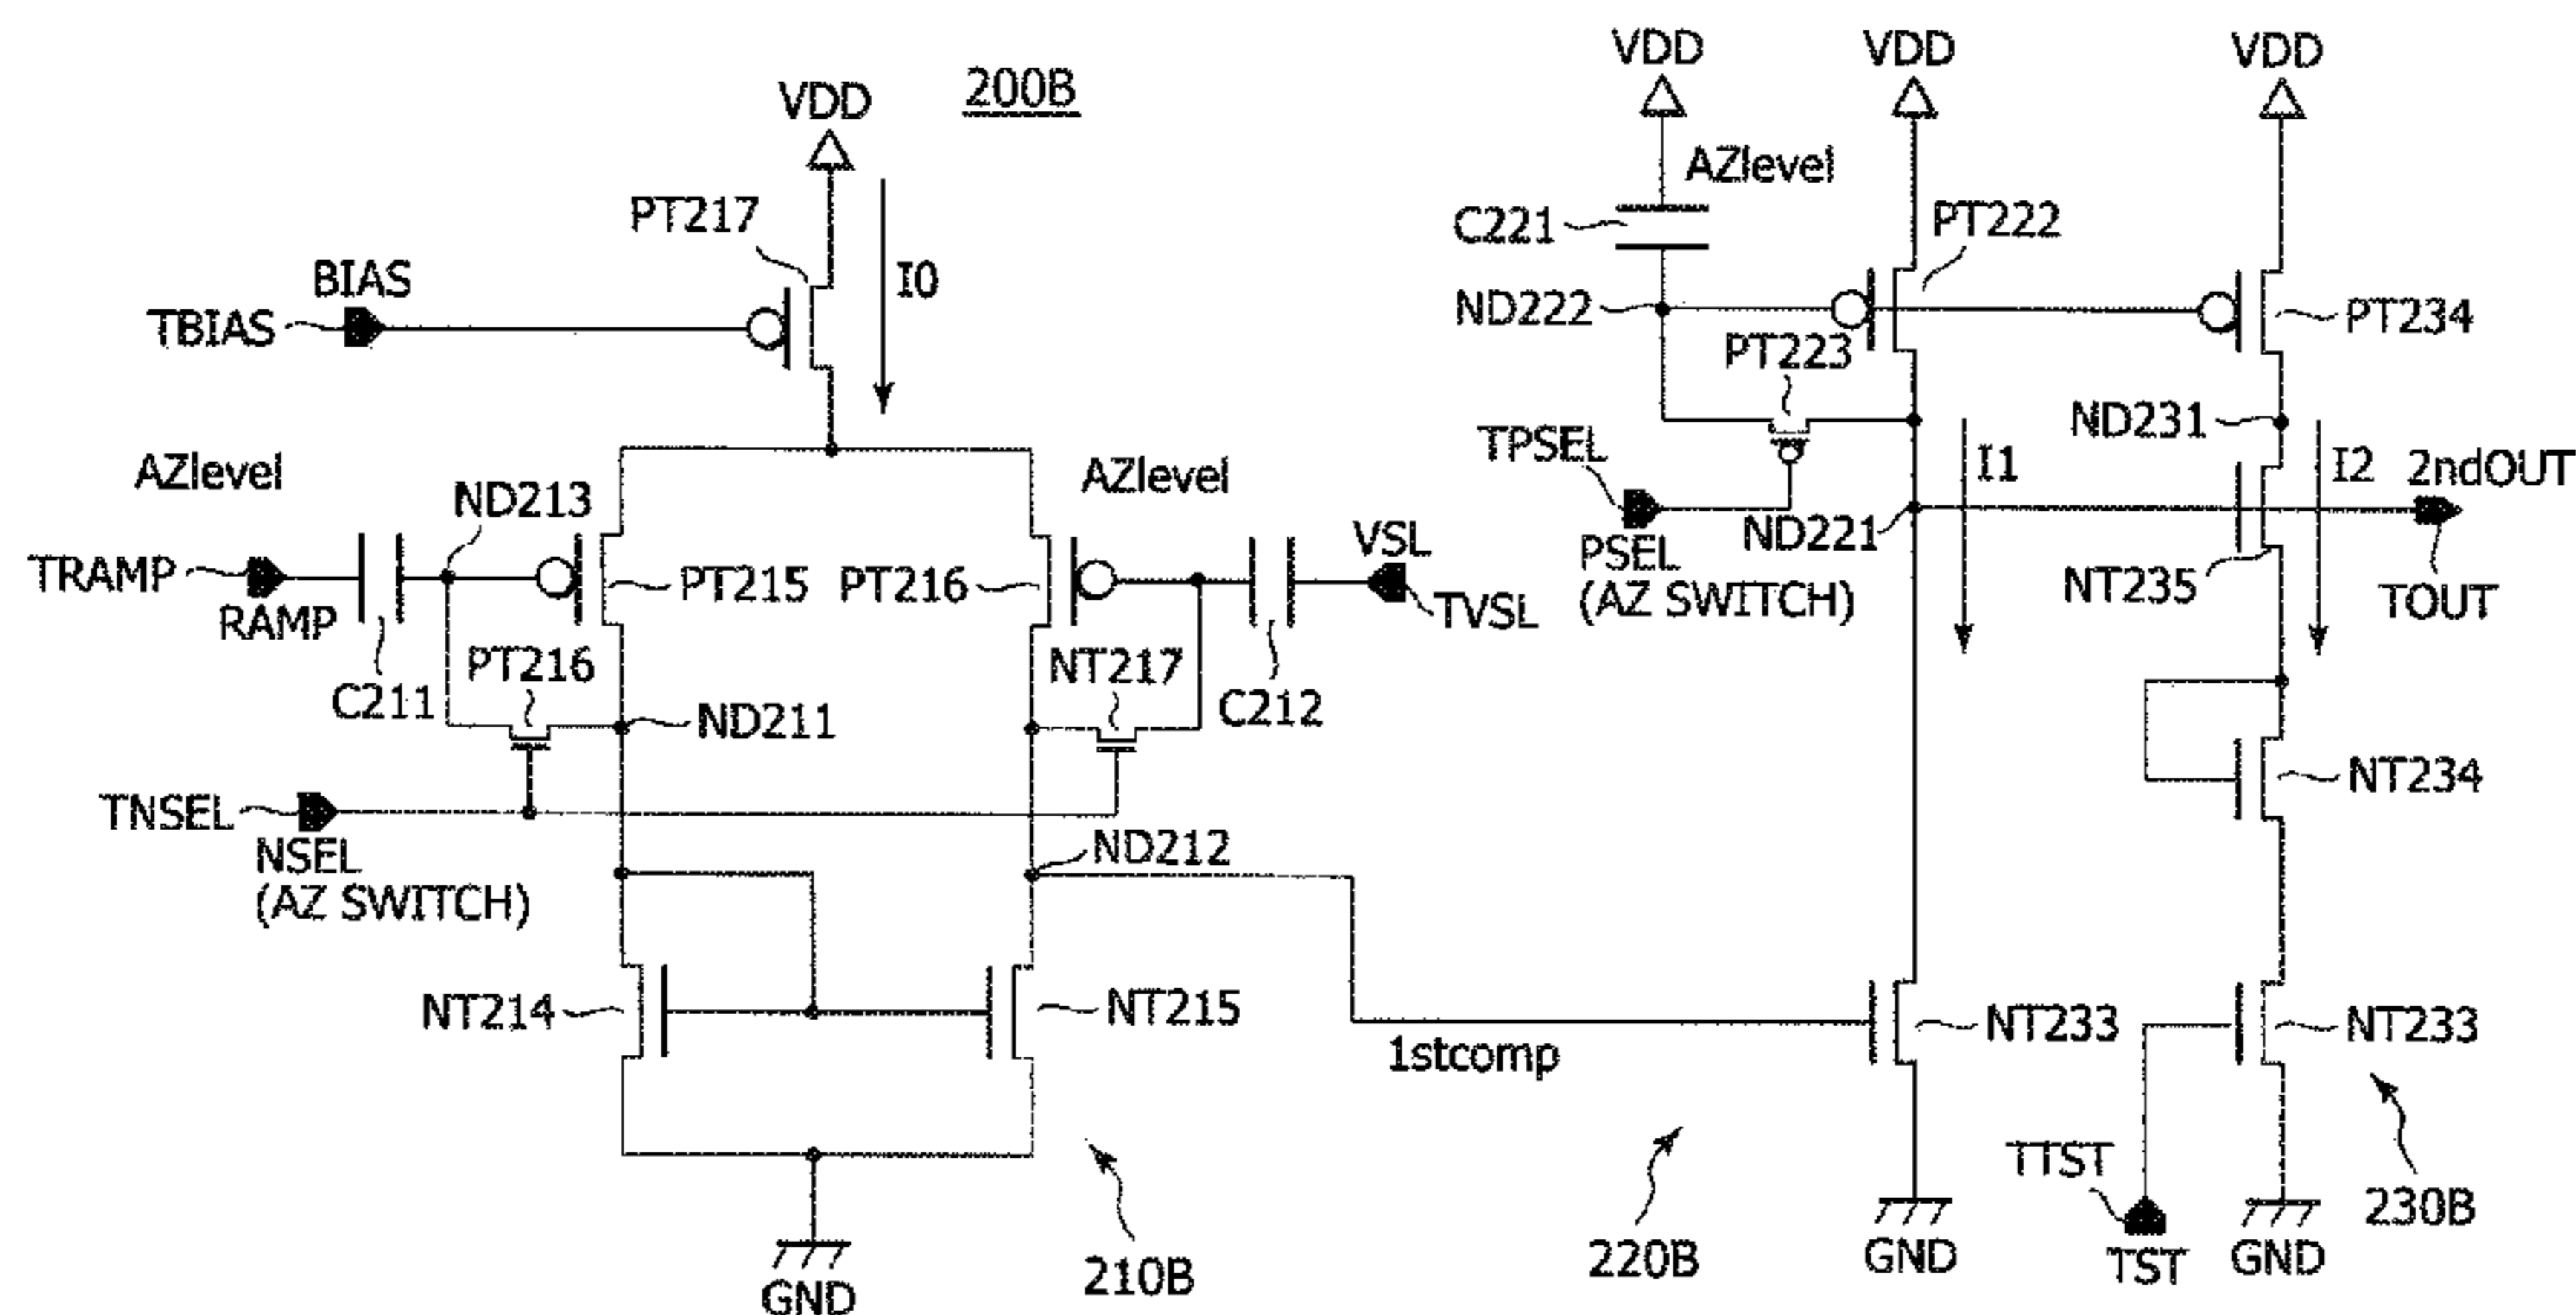 200B
VDD
VDD
VDD
VDD
AZlevel
PT217
C221
PT222
BIAS
I0
TBIAS
ND222
PT234
PT223
ND231
AZlevel
AZlevel
TPSEL
I1
I2
2ndOUT
ND213
VSL
PSEL
(AZ SWITCH)
ND221
TRAMP
RAMP
PT215
PT216
TVSL
NT235
TOUT
C211
PT216
NT217
C212
ND211
NT234
TNSEL
NSEL
(AZ SWITCH)
ND212
NT214
NT215
1stcomp
NT233
NT233
TTST
TST
GND
210B
220B
GND
GND
230B